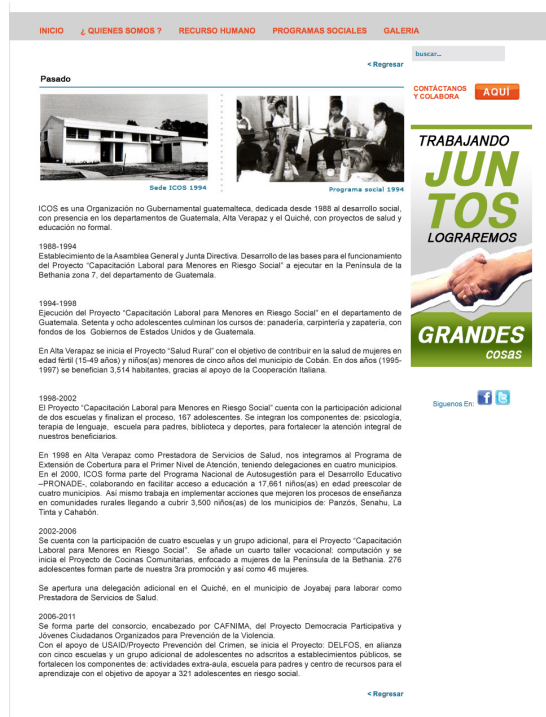 INICIO ¿ QUIENES SOMOS ? RECURSO HUMANO PROGRAMAS SOCIALES GALERIA
buscar...
< Regresar
Pasado
CONTÁCTANOS
Y COLABORA
AQUÍ
Sede ICOS 1994
Programa social 1994
TRABAJANDO
JUN
TOS
LOGRAREMOS
GRANDES
COSAS
Siguenos En:
ICOS es una Organización no Gubernamental guatemalteca, dedicada desde 1988 al desarrollo social,
con presencia en los departamentos de Guatemala, Alta Verapaz y el Quiché, con proyectos de salud y
educación no formal.
1988-1994
Establecimiento de la Asamblea General y Junta Directiva. Desarrollo de las bases para el funcionamiento
del Proyecto “Capacitación Laboral para Menores en Riesgo Social” a ejecutar en la Península de la
Bethania zona 7, del departamento de Guatemala.
1994-1998
Ejecución del Proyecto “Capacitación Laboral para Menores en Riesgo Social” en el departamento de
Guatemala. Setenta y ocho adolescentes culminan los cursos de: panadería, carpintería y zapatería, con
fondos de los Gobiernos de Estados Unidos y de Guatemala.
En Alta Verapaz se inicia el Proyecto “Salud Rural” con el objetivo de contribuir en la salud de mujeres en
edad fértil (15-49 años) y niños(as) menores de cinco años del municipio de Cobán. En dos años (1995-
1997) se benefician 3,514 habitantes, gracias al apoyo de la Cooperación Italiana.
1998-2002
El Proyecto “Capacitación Laboral para Menores en Riesgo Social” cuenta con la participación adicional
de dos escuelas y finalizan el proceso, 167 adolescentes. Se integran los componentes de: psicología,
terapia de lenguaje, escuela para padres, biblioteca y deportes, para fortalecer la atención integral de
nuestros beneficiarios.
En 1998 en Alta Verapaz como Prestadora de Servicios de Salud, nos integramos al Programa de
Extensión de Cobertura para el Primer Nivel de Atención, teniendo delegaciones en cuatro municipios.
En el 2000, ICOS forma parte del Programa Nacional de Autosugestión para el Desarrollo Educativo
–PRONADE-, colaborando en facilitar acceso a educación a 17,661 niños(as) en edad preescolar de
cuatro municipios. Así mismo trabaja en implementar acciones que mejoren los procesos de enseñanza
en comunidades rurales llegando a cubrir 3,500 niños(as) de los municipios de: Panzós, Senahu, La
Tinta y Cahabón.
2002-2006
Se cuenta con la participación de cuatro escuelas y un grupo adicional, para el Proyecto “Capacitación
Laboral para Menores en Riesgo Social”. Se añade un cuarto taller vocacional: computación y se
inicia el Proyecto de Cocinas Comunitarias, enfocado a mujeres de la Península de la Bethania. 276
adolescentes forman parte de nuestra 3ra promoción y así como 46 mujeres.
Se apertura una delegación adicional en el Quiché, en el municipio de Joyabaj para laborar como
Prestadora de Servicios de Salud.
2006-2011
Se forma parte del consorcio, encabezado por CAFNIMA, del Proyecto Democracia Participativa y
Jóvenes Ciudadanos Organizados para Prevención de la Violencia.
Con el apoyo de USAID/Proyecto Prevención del Crimen, se inicia el Proyecto: DELFOS, en alianza
con cinco escuelas y un grupo adicional de adolescentes no adscritos a establecimientos públicos, se
fortalecen los componentes de: actividades extra-aula, escuela para padres y centro de recursos para el
aprendizaje con el objetivo de apoyar a 321 adolescentes en riesgo social.
< Regresar